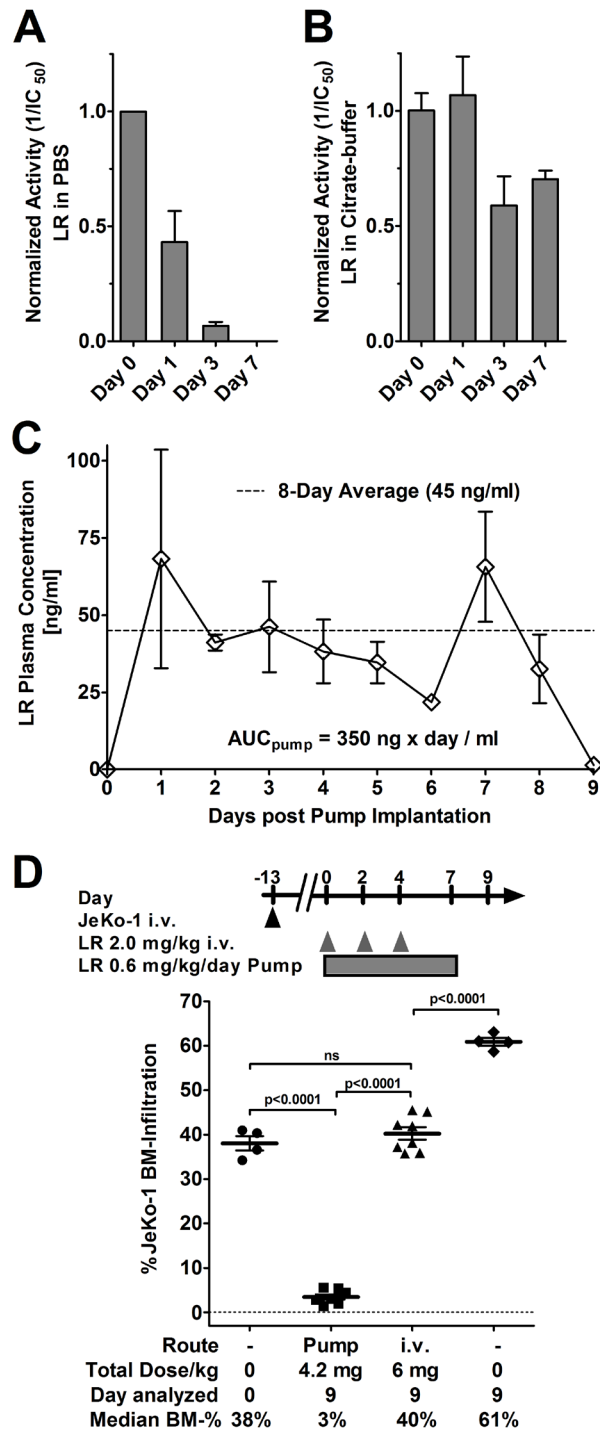 A
Normalized Activity (1/IC50)
LR in PBS
1.0
0.5
0.0
Day 0
Day 1
Day 3
Day 7
B
Normalized Activity (1/IC50)
LR in Citrate-buffer
1.0
0.5
0.0
Day 0
Day 1
Day 3
Day 7
C
LR Plasma Concentration
[ng/ml]
100
75
50
25
0
8-Day Average (45 ng/ml)
AUCpump = 350 ng x day / ml
0 1 2 3 4 5 6 7 8 9
Days post Pump Implantation
D
-13 0 2 4 7 9
Day
JeKo-1 i.v.
LR 2.0 mg/kg i.v.
LR 0.6 mg/kg/day Pump
%JeKo-1 BM-Infiltration
70
60
50
40
30
20
10
0
p<0.0001
ns
p<0.0001
p<0.0001
Route - Pump i.v. -
Total Dose/kg 0 4.2 mg 6 mg 0
Day analyzed 0 9 9 9
Median BM-% 38% 3% 40% 61%